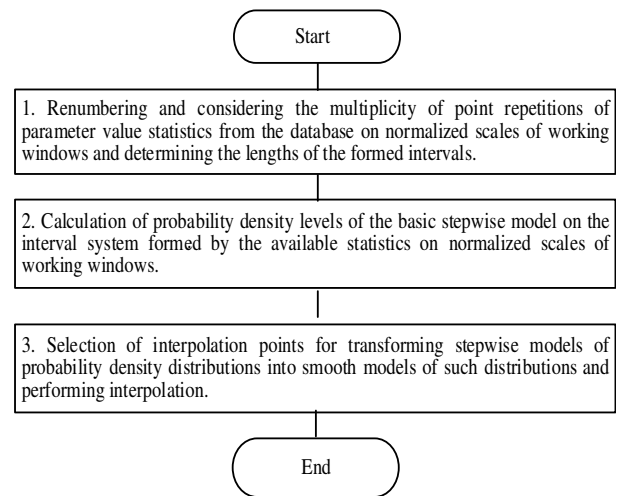 Start
1. Renumbering and considering the multiplicity of point repetitions of
parameter value statistics from the database on normalized scales of working
windows and determining the lengths of the formed intervals.
2. Calculation of probability density levels of the basic stepwise model on the
interval system formed by the available statistics on normalized scales of
working windows.
3. Selection of interpolation points for transforming stepwise models of
probability density distributions into smooth models of such distributions and
performing interpolation.
End